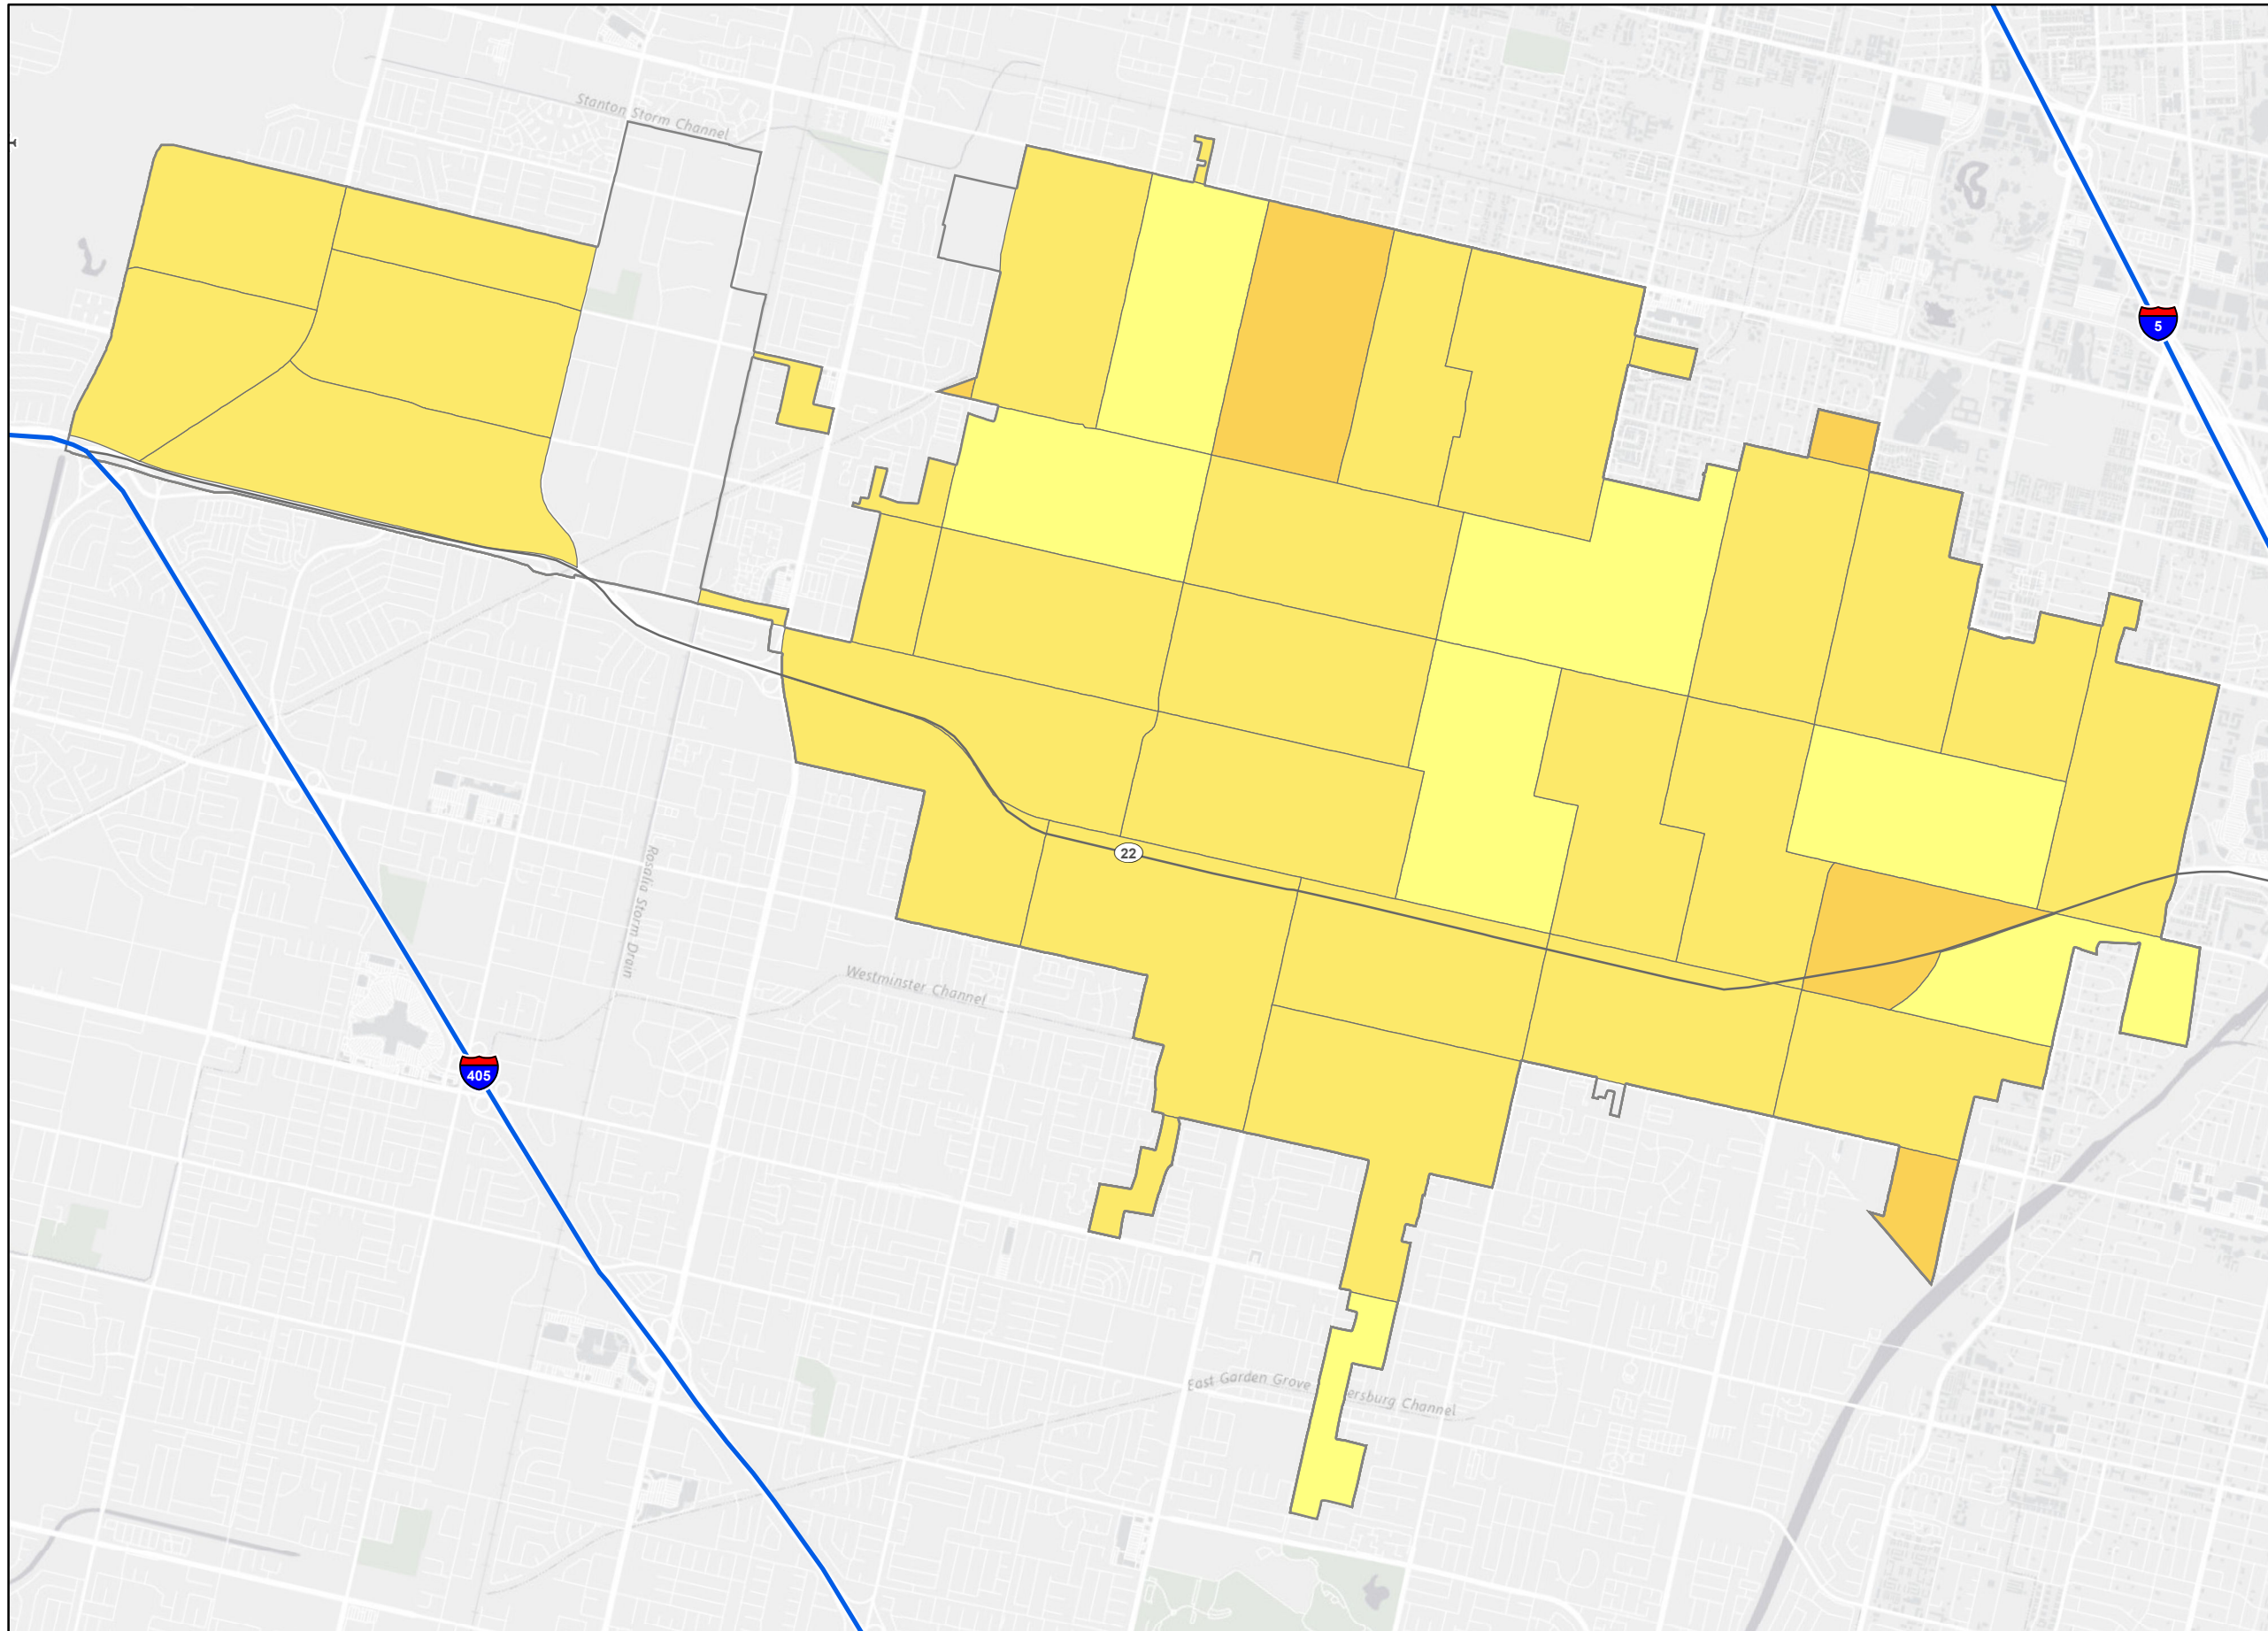 Stanton Storm Channel
5
22
Rosalia Storm Drain
Westminster Channel
405
East Garden Grove
ersburg Channel